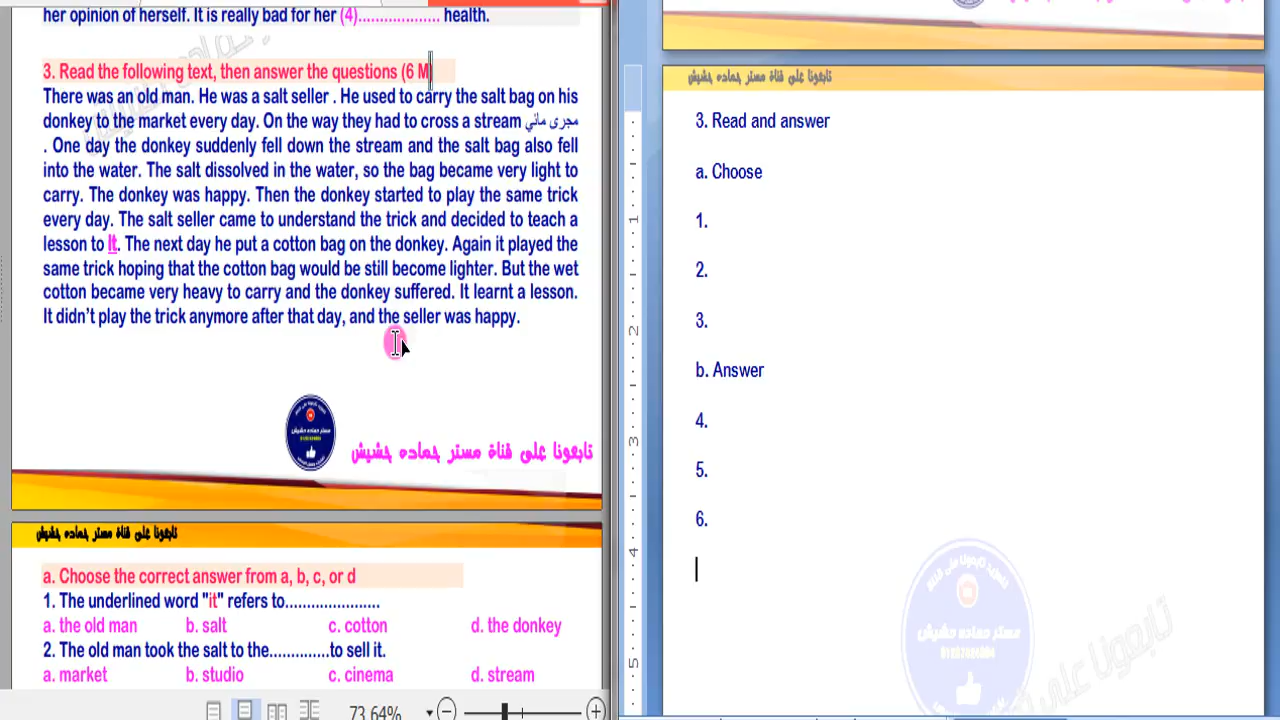 her opinion of herself. It is really bad for her (4)................... health.
3. Read the following text, then answer the questions (6 M)
There was an old man. He was a salt seller . He used to carry the salt bag on his
donkey to the market every day. On the way they had to cross a stream مجرى مائي
. One day the donkey suddenly fell down the stream and the salt bag also fell
into the water. The salt dissolved in the water, so the bag became very light to
carry. The donkey was happy. Then the donkey started to play the same trick
every day. The salt seller came to understand the trick and decided to teach a
lesson to It. The next day he put a cotton bag on the donkey. Again it played the
same trick hoping that the cotton bag would be still become lighter. But the wet
cotton became very heavy to carry and the donkey suffered. It learnt a lesson.
It didn't play the trick anymore after that day, and the seller was happy.
تابعونا على قناة مستر حماده حشيش
تابعونا على قناة مستر حماده حشيش
a. Choose the correct answer from a, b, c, or d
1. The underlined word "it" refers to......................
a. the old man b. salt c. cotton d. the donkey
2. The old man took the salt to the..............to sell it.
a. market b. studio c. cinema d. stream
73.64%
تابعونا على قناة مستر حماده حشيش
3. Read and answer
a. Choose
1.
2.
3.
b. Answer
4.
5.
6.
مستر حماده حشيش